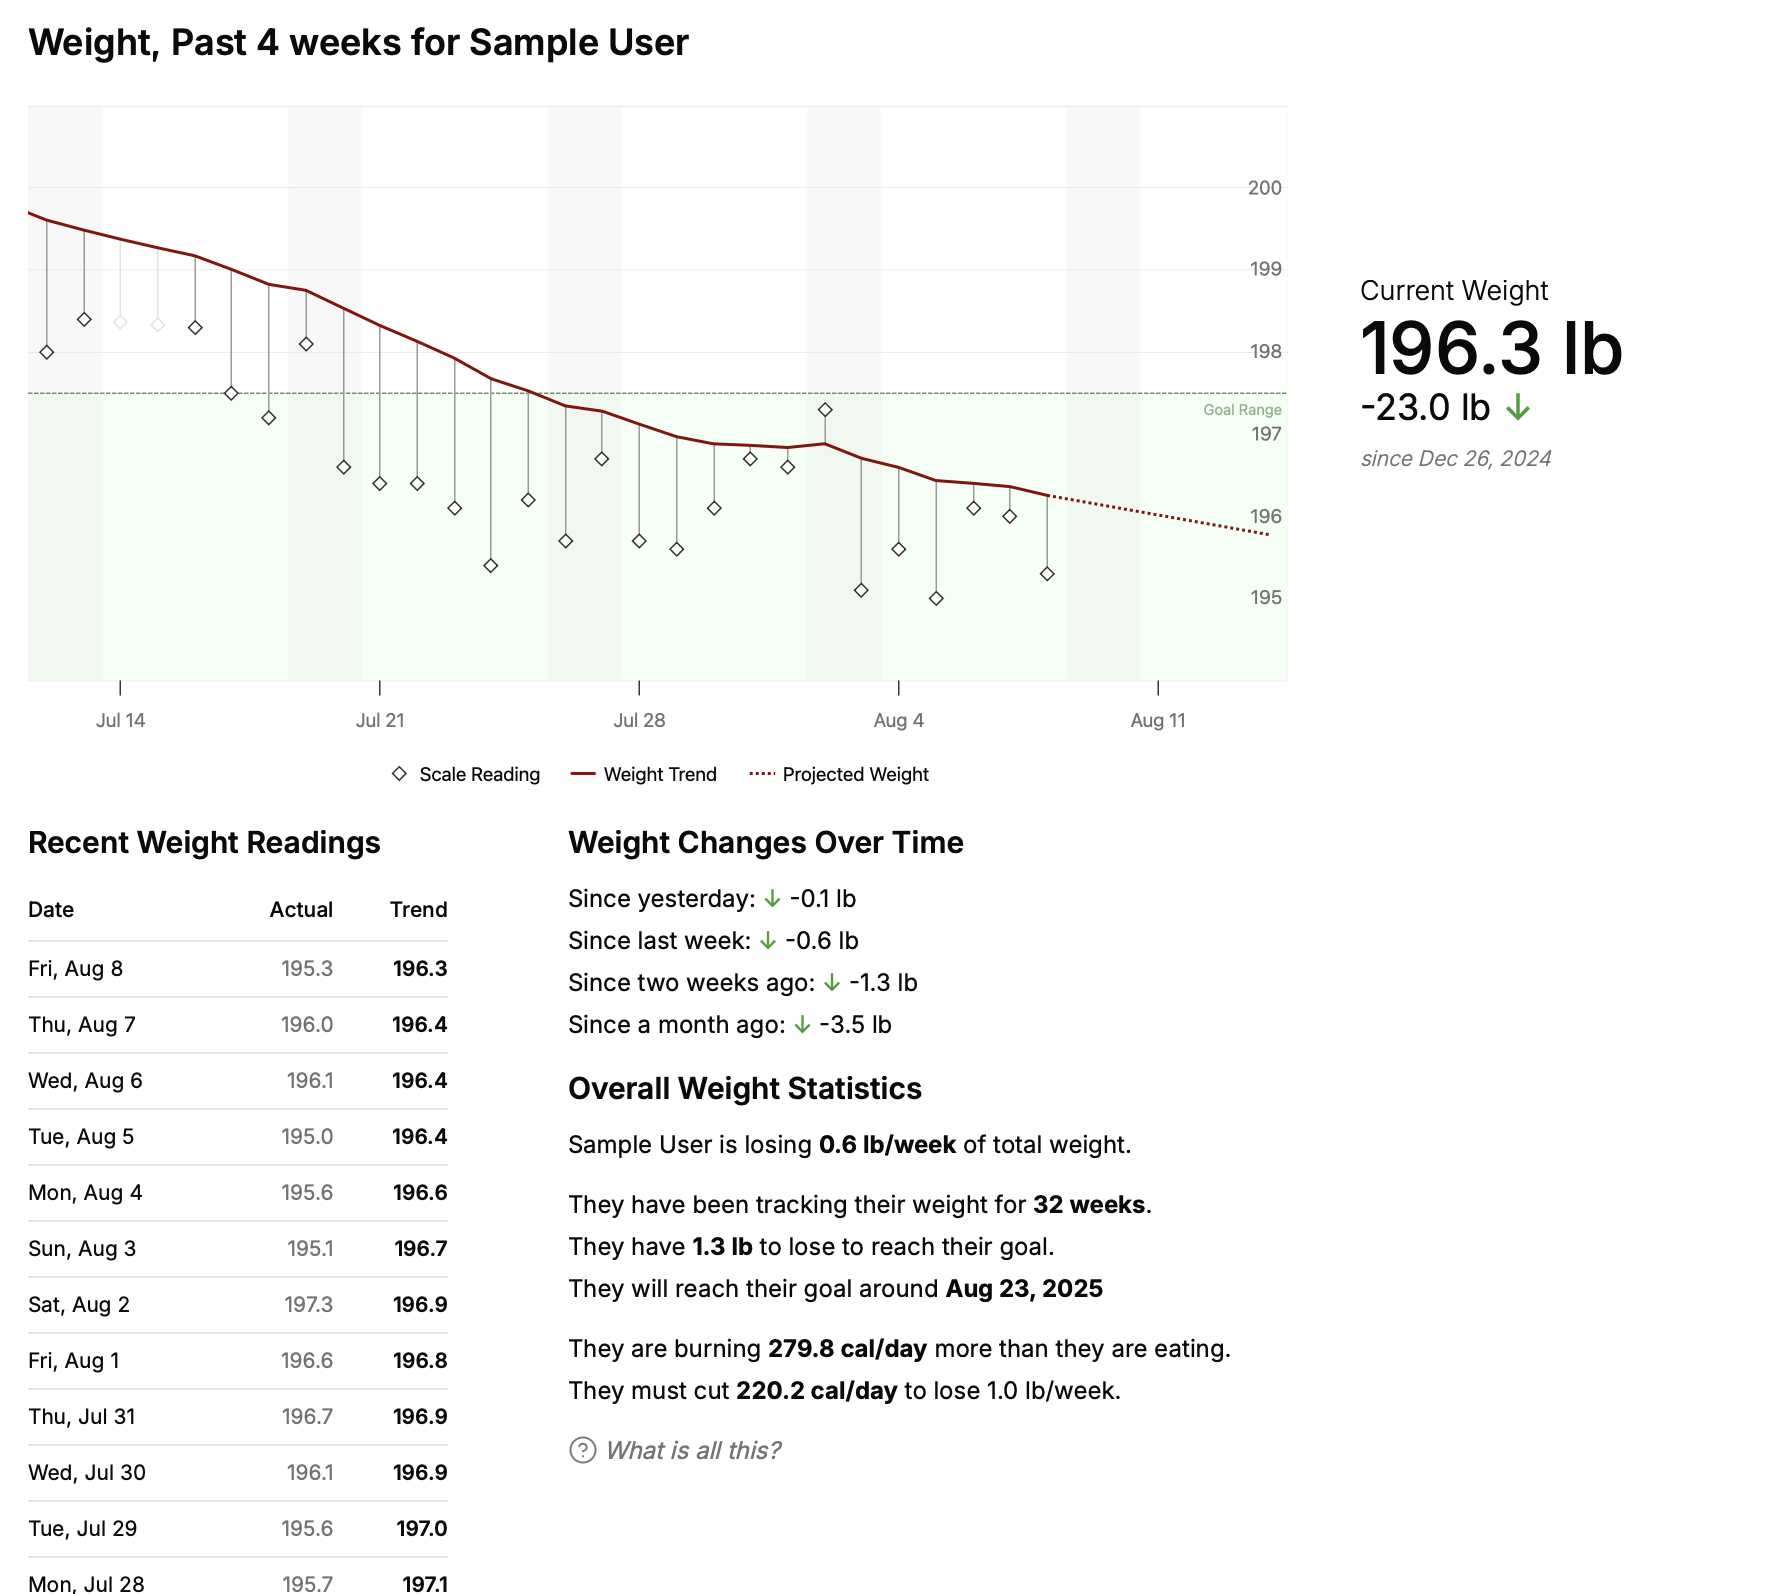 Weight, Past 4 weeks for Sample User
200
199
198
Goal Range
197
196
195
Jul 14 Jul 21 Jul 28 Aug 4 Aug 11
Scale Reading Weight Trend Projected Weight
Current Weight
196.3 lb
-23.0 lb ↓
since Dec 26, 2024
Recent Weight Readings
Date Actual Trend
Fri, Aug 8 195.3 196.3
Thu, Aug 7 196.0 196.4
Wed, Aug 6 196.1 196.4
Tue, Aug 5 195.0 196.4
Mon, Aug 4 195.6 196.6
Sun, Aug 3 195.1 196.7
Sat, Aug 2 197.3 196.9
Fri, Aug 1 196.6 196.8
Thu, Jul 31 196.7 196.9
Wed, Jul 30 196.1 196.9
Tue, Jul 29 195.6 197.0
Mon, Jul 28 195.7 197.1
Weight Changes Over Time
Since yesterday: ↓ -0.1 lb
Since last week: ↓ -0.6 lb
Since two weeks ago: ↓ -1.3 lb
Since a month ago: ↓ -3.5 lb
Overall Weight Statistics
Sample User is losing 0.6 lb/week of total weight.
They have been tracking their weight for 32 weeks.
They have 1.3 lb to lose to reach their goal.
They will reach their goal around Aug 23, 2025
They are burning 279.8 cal/day more than they are eating.
They must cut 220.2 cal/day to lose 1.0 lb/week.
? What is all this?